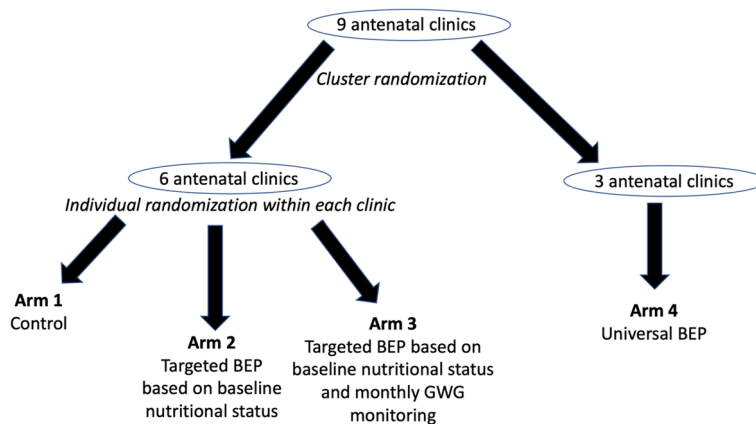 9 antenatal clinics
Cluster randomization
6 antenatal clinics
3 antenatal clinics
Individual randomization within each clinic
Arm 1
Control
Arm 2
Targeted BEP
based on baseline
nutritional status
Arm 3
Targeted BEP based on
baseline nutritional status
and monthly GWG
monitoring
Arm 4
Universal BEP